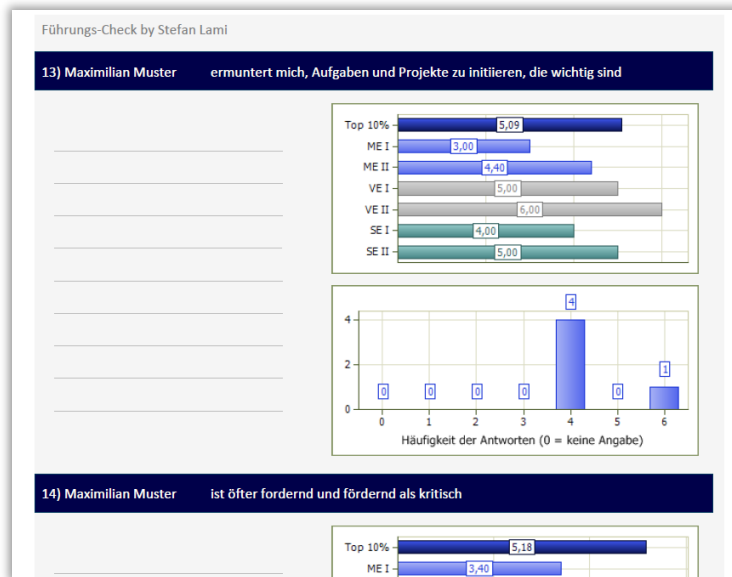 Führungs-Check by Stefan Lami
13) Maximilian Muster ermuntert mich, Aufgaben und Projekte zu initiieren, die wichtig sind
Top 10% 5,09
ME I 3,00
ME II 4,40
VE I 5,00
VE II 6,00
SE I 4,00
SE II 5,00
4
4
2
1
0 0 0 0 0
0
0 1 2 3 4 5 6
Häufigkeit der Antworten (0 = keine Angabe)
14) Maximilian Muster ist öfter fordernd und fördernd als kritisch
Top 10% 5,18
ME I 3,40